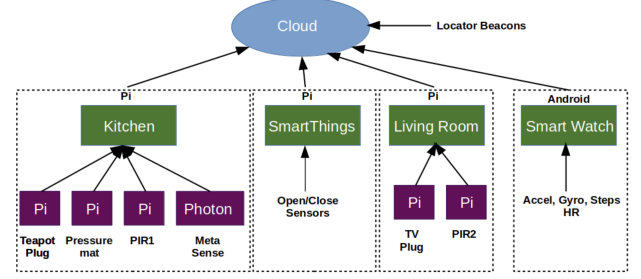 Cloud
Locator Beacons
Pi
Pi
Pi
Android
Kitchen
SmartThings
Living Room
Smart Watch
Pi
Pi
Pi
Photon
Open/Close
Sensors
Pi
Pi
Accel, Gyro, Steps
HR
Teapot
Plug
Pressure
mat
PIR1
Meta
Sense
TV
Plug
PIR2